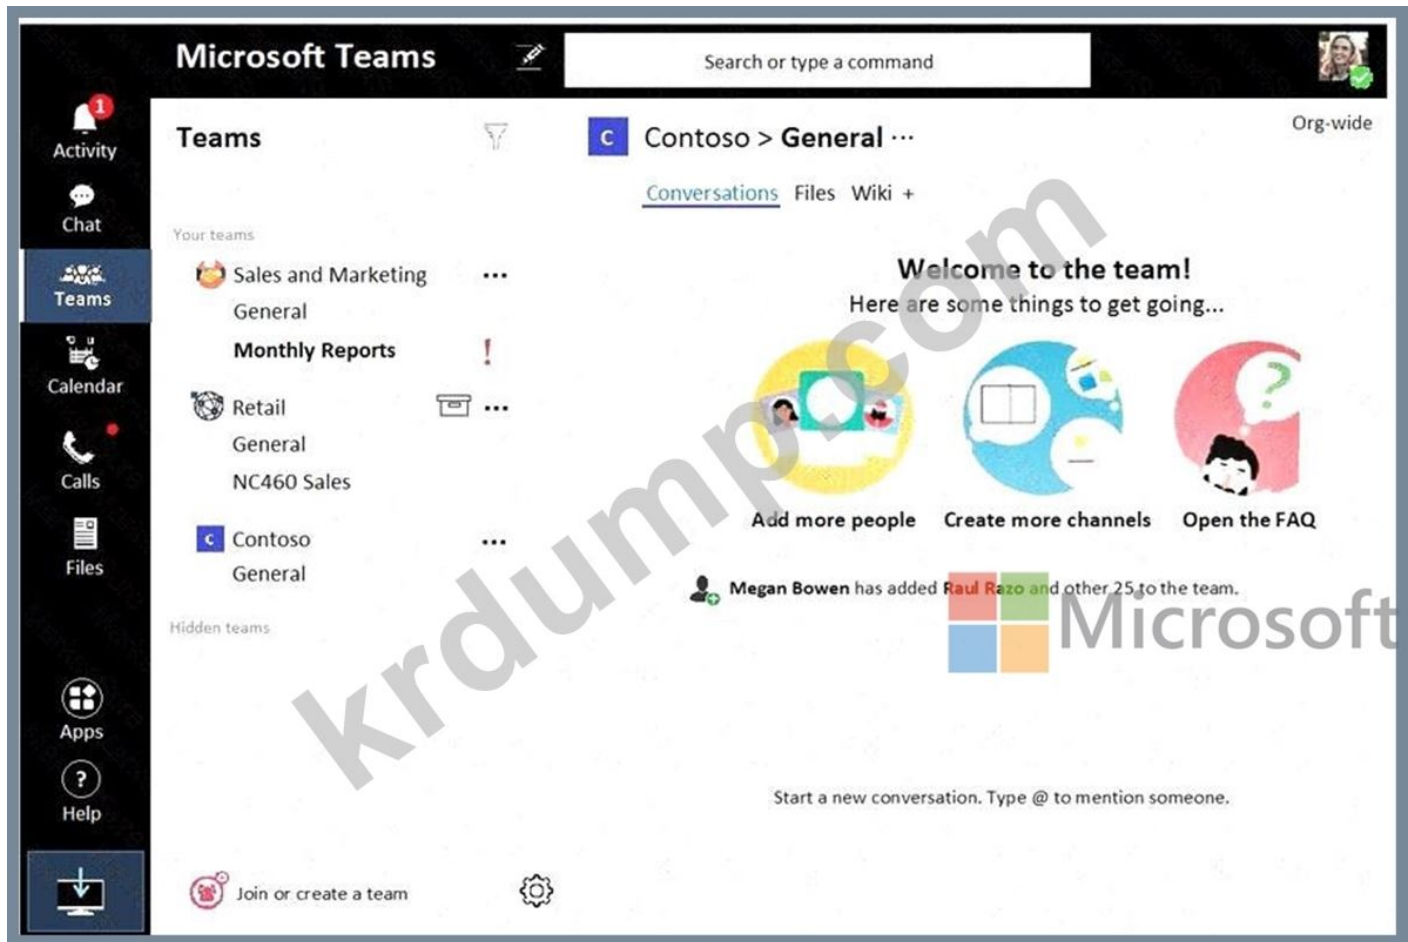 Microsoft Teams
Search or type a command
1
Activity
Chat
Teams
Calendar
Calls
Files
Apps
Help
Teams
Your teams
Sales and Marketing
General
Monthly Reports !
Retail
General
NC460 Sales
C Contoso
General
Hidden teams
Join or create a team
C Contoso > General ...
Org-wide
Conversations Files Wiki +
Welcome to the team!
Here are some things to get going...
Add more people Create more channels Open the FAQ
Megan Bowen has added Raul Razo and other 25 to the team.
Microsoft
Start a new conversation. Type @ to mention someone.
krdump.com